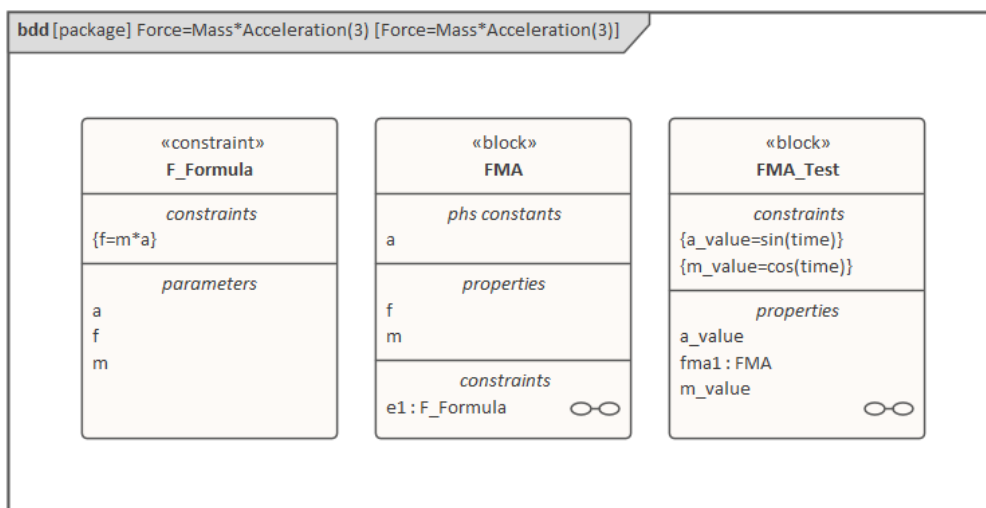 bdd [package] Force=Mass*Acceleration(3) [Force=Mass*Acceleration(3)]
«constraint»
F_Formula
constraints
{f=m*a}
parameters
a
f
m
«block»
FMA
phs constants
a
properties
f
m
constraints
e1 : F_Formula
«block»
FMA_Test
constraints
{a_value=sin(time)}
{m_value=cos(time)}
properties
a_value
fma1 : FMA
m_value